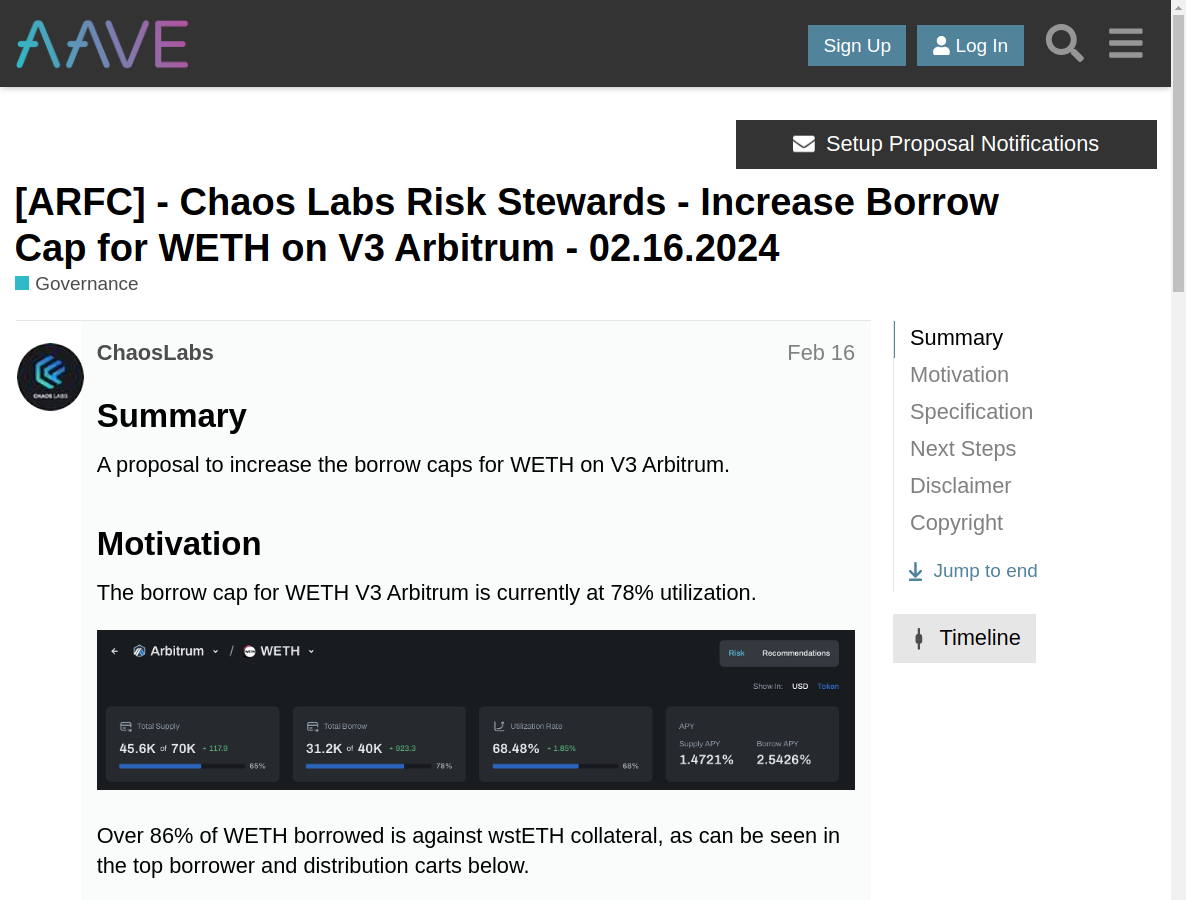 AAVE
Sign Up
Log In
Setup Proposal Notifications
[ARFC] - Chaos Labs Risk Stewards - Increase Borrow
Cap for WETH on V3 Arbitrum - 02.16.2024
Governance
CHAOS LABS
ChaosLabs
Feb 16
Summary
A proposal to increase the borrow caps for WETH on V3 Arbitrum.
Motivation
The borrow cap for WETH V3 Arbitrum is currently at 78% utilization.
Arbitrum / WETH
Risk Recommendations
Show In: USD Token
Total Supply
45.6K of 70K + 117.9
65%
Total Borrow
31.2K of 40K + 923.3
78%
Utilization Rate
68.48% + 1.85%
68%
APY
Supply APY Borrow APY
1.4721% 2.5426%
Over 86% of WETH borrowed is against wstETH collateral, as can be seen in
the top borrower and distribution carts below.
Summary
Motivation
Specification
Next Steps
Disclaimer
Copyright
Jump to end
Timeline